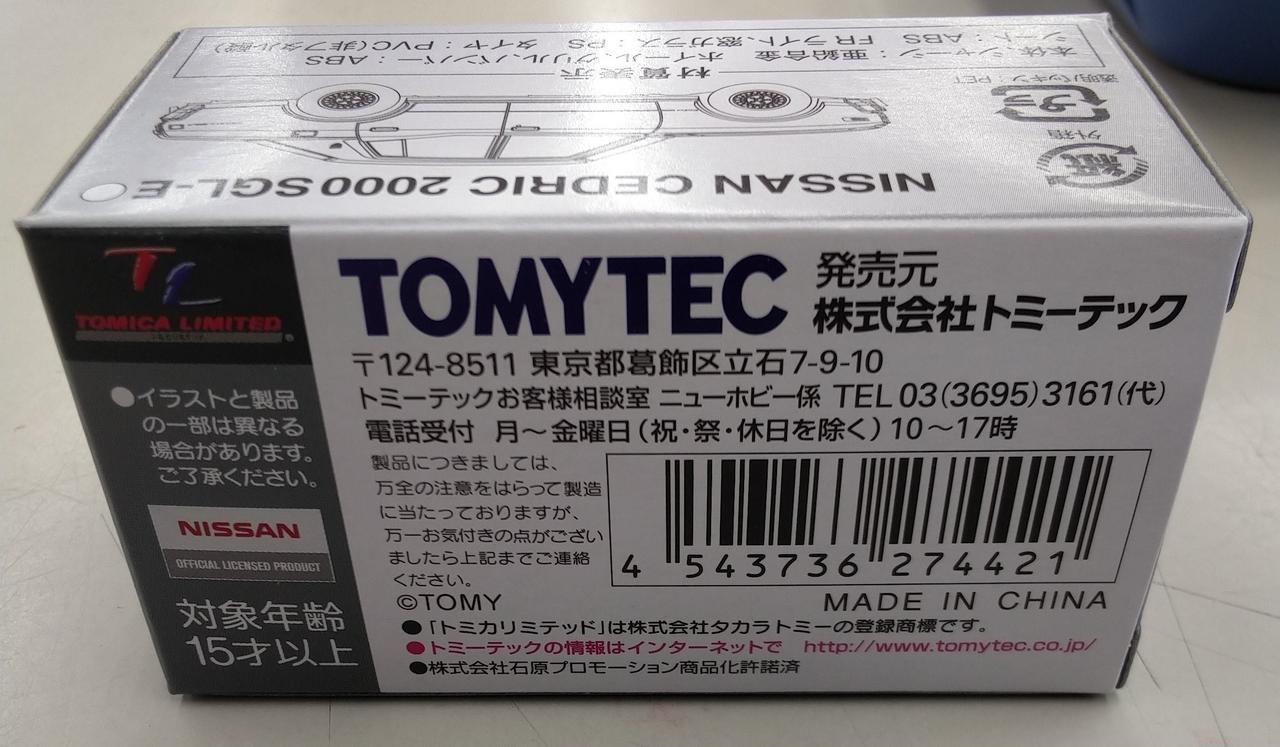 シート：ABS FRライト、窓ガラス：PS タイヤ：PVC(非フタル酸)
本体・シャーシ：亜鉛合金 ホイール、グリル、バンパー：ABS
材質表示
透明パッキン：PET
プラ
外箱
紙
NISSAN CEDRIC 2000SGL-E
TL
TOMICA LIMITED
●イラストと製品
の一部は異なる
場合があります。
ご了承ください。
NISSAN
OFFICIAL LICENSED PRODUCT
対象年齢
15才以上
TOMYTEC
発売元
株式会社トミーテック
〒124-8511 東京都葛飾区立石7-9-10
トミーテックお客様相談室 ニューホビー係 TEL 03(3695)3161(代)
電話受付 月～金曜日(祝・祭・休日を除く) 10～17時
製品につきましては、
万全の注意をはらって製造
に当たっておりますが、
万一お気付きの点がござい
ましたら上記までご連絡
ください。
4 543736 274421
©TOMY
MADE IN CHINA
●「トミカリミテッド」は株式会社タカラトミーの登録商標です。
●トミーテックの情報はインターネットで http://www.tomytec.co.jp/
●株式会社石原プロモーション商品化許諾済